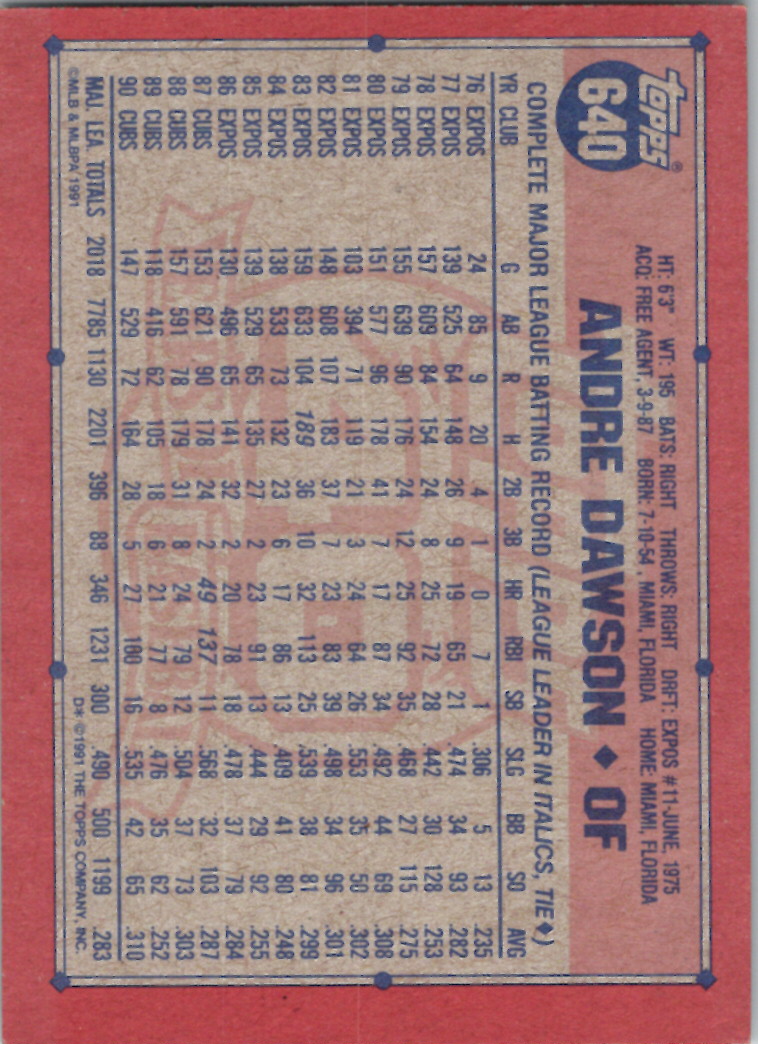 topps®
640
HT: 6'3" WT: 195 BATS: RIGHT THROWS: RIGHT DRFT: EXPOS #11-JUNE, 1975
ACQ: FREE AGENT, 3-9-87 BORN: 7-10-54, MIAMI, FLORIDA HOME: MIAMI, FLORIDA
ANDRE DAWSON ♦ OF
COMPLETE MAJOR LEAGUE BATTING RECORD (LEAGUE LEADER IN ITALICS, TIE♦)
YR CLUB G AB R H 2B 3B HR RBI SB SLG BB SO AVG
76 EXPOS 24 85 9 20 4 1 0 7 1 .306 5 13 .235
77 EXPOS 139 525 64 148 26 9 19 65 21 .474 34 93 .282
78 EXPOS 157 609 84 154 24 8 25 72 28 .442 30 128 .253
79 EXPOS 155 639 90 176 24 12 25 92 35 .468 27 115 .275
80 EXPOS 151 577 96 178 41 7 17 87 34 .492 44 69 .308
81 EXPOS 103 394 71 119 21 3 24 64 26 .553 35 50 .302
82 EXPOS 148 608 107 183 37 7 23 83 39 .498 34 96 .301
83 EXPOS 159 633 104 189 36 10 32 113 25 .539 38 81 .299
84 EXPOS 138 533 73 132 23 6 17 86 13 .409 41 80 .248
85 EXPOS 139 529 65 135 27 2 23 91 13 .444 29 92 .255
86 EXPOS 130 496 65 141 32 2 20 78 18 .478 37 79 .284
87 CUBS 153 621 90 178 24 2 49 137 11 .568 32 103 .287
88 CUBS 157 591 78 179 31 8 24 79 12 .504 37 73 .303
89 CUBS 118 416 62 105 18 6 21 77 8 .476 35 62 .252
90 CUBS 147 529 72 164 28 5 27 100 16 .535 42 65 .310
MAJ. LEA. TOTALS 2018 7785 1130 2201 396 88 346 1231 300 .490 500 1199 .283
©MLB & MLBPA 1991 D* ©1991 THE TOPPS COMPANY, INC.